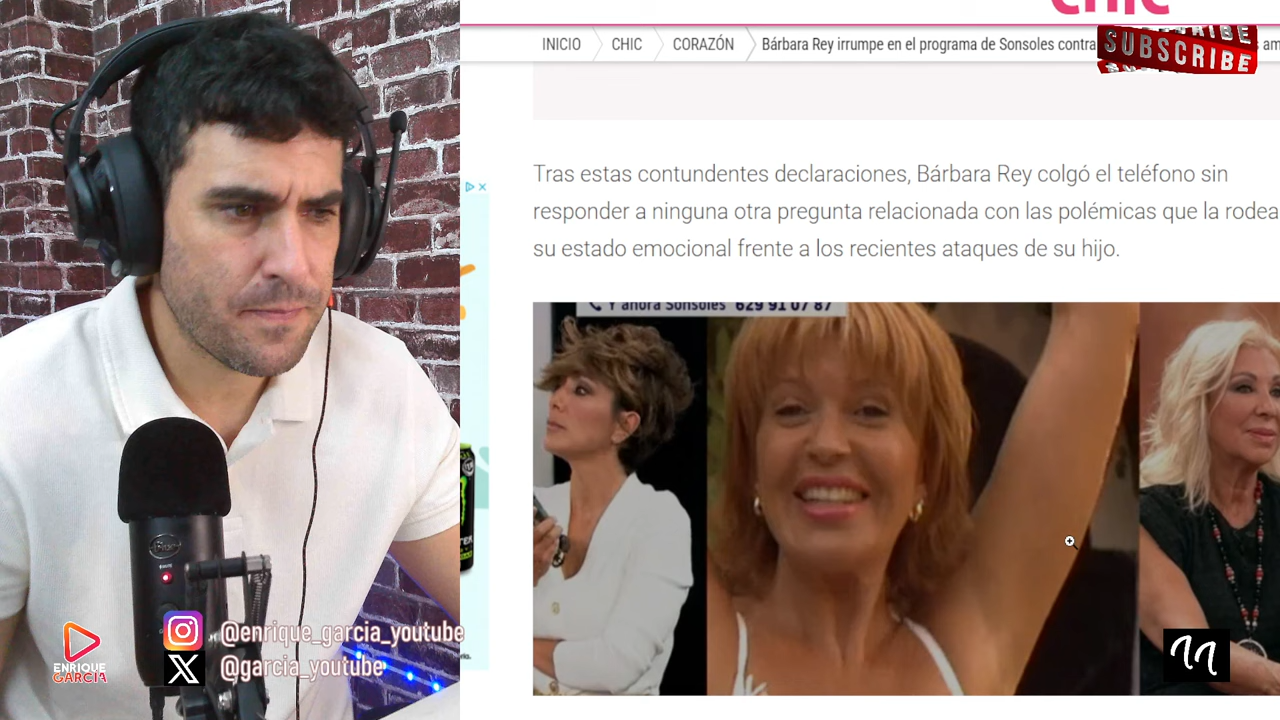 CHIC
SUBSCRIBE
INICIO
CHIC
CORAZÓN
Bárbara Rey irrumpe en el programa de Sonsoles contra
am
Tras estas contundentes declaraciones, Bárbara Rey colgó el teléfono sin
responder a ninguna otra pregunta relacionada con las polémicas que la rodea
su estado emocional frente a los recientes ataques de su hijo.
Y ahora Sonsoles 629 91 07 87
@enrique_garcia_youtube
@garcia_youtube
ENRIQUE
GARCIA